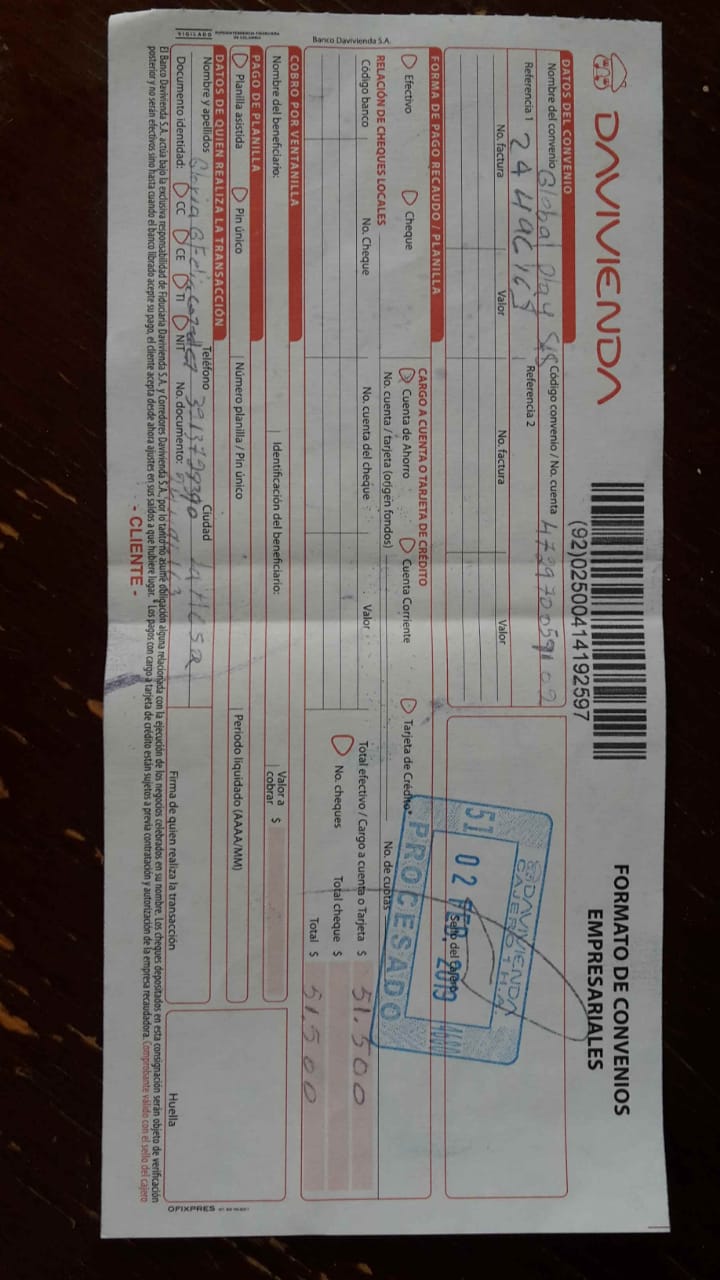 DAVIVIENDA
(92)02500414192597
FORMATO DE CONVENIOS
EMPRESARIALES
DATOS DEL CONVENIO
Nombre del convenio Global Play SAS Código convenio / No. cuenta
Referencia 1 Referencia 2
No. factura Valor No. factura Valor
Sello del cajero
DAVIVIENDA
51 02 FEB. 2019
PROCESADO
FORMA DE PAGO RECAUDO / PLANILLA
CARGO A CUENTA O TARJETA DE CRÉDITO
Efectivo Cheque Cuenta de Ahorro Cuenta Corriente Tarjeta de Crédito*
RELACIÓN DE CHEQUES LOCALES No. cuenta / tarjeta (origen fondos) No. de cuotas
Código banco No. Cheque No. cuenta del cheque Valor Total efectivo / Cargo a cuenta o Tarjeta $ 51.500
No. cheques Total cheque $
Total $ 51.500
COBRO POR VENTANILLA
Nombre del beneficiario: Identificación del beneficiario: Valor a cobrar $
PAGO DE PLANILLA
Planilla asistida Pin único Número planilla / Pin único Periodo liquidado (AAAA/MM)
DATOS DE QUIEN REALIZA LA TRANSACCIÓN
Nombre y apellidos Gloria Teléfono Ciudad La Mesa Firma de quien realiza la transacción Huella
Documento identidad: CC CE TI NIT No. documento:
El Banco Davivienda S.A. actúa bajo la exclusiva responsabilidad de Fiduciaria Davivienda S.A. y Corredores Davivienda S.A., por lo tanto no asume obligación alguna relacionada con la ejecución de los negocios celebrados en su nombre. Los cheques depositados en esta consignación serán objeto de verificación
posterior y no serán efectivos sino hasta cuando el banco librado acepte su pago, el cliente acepta desde ahora ajustes en sus saldos a que hubiere lugar. * Los pagos con cargo a tarjeta de crédito están sujetos a previa contratación y autorización de la empresa recaudadora. Comprobante válido con el sello del cajero
- CLIENTE -
Banco Davivienda S.A.
VIGILADO SUPERINTENDENCIA FINANCIERA DE COLOMBIA
OFIXPRES